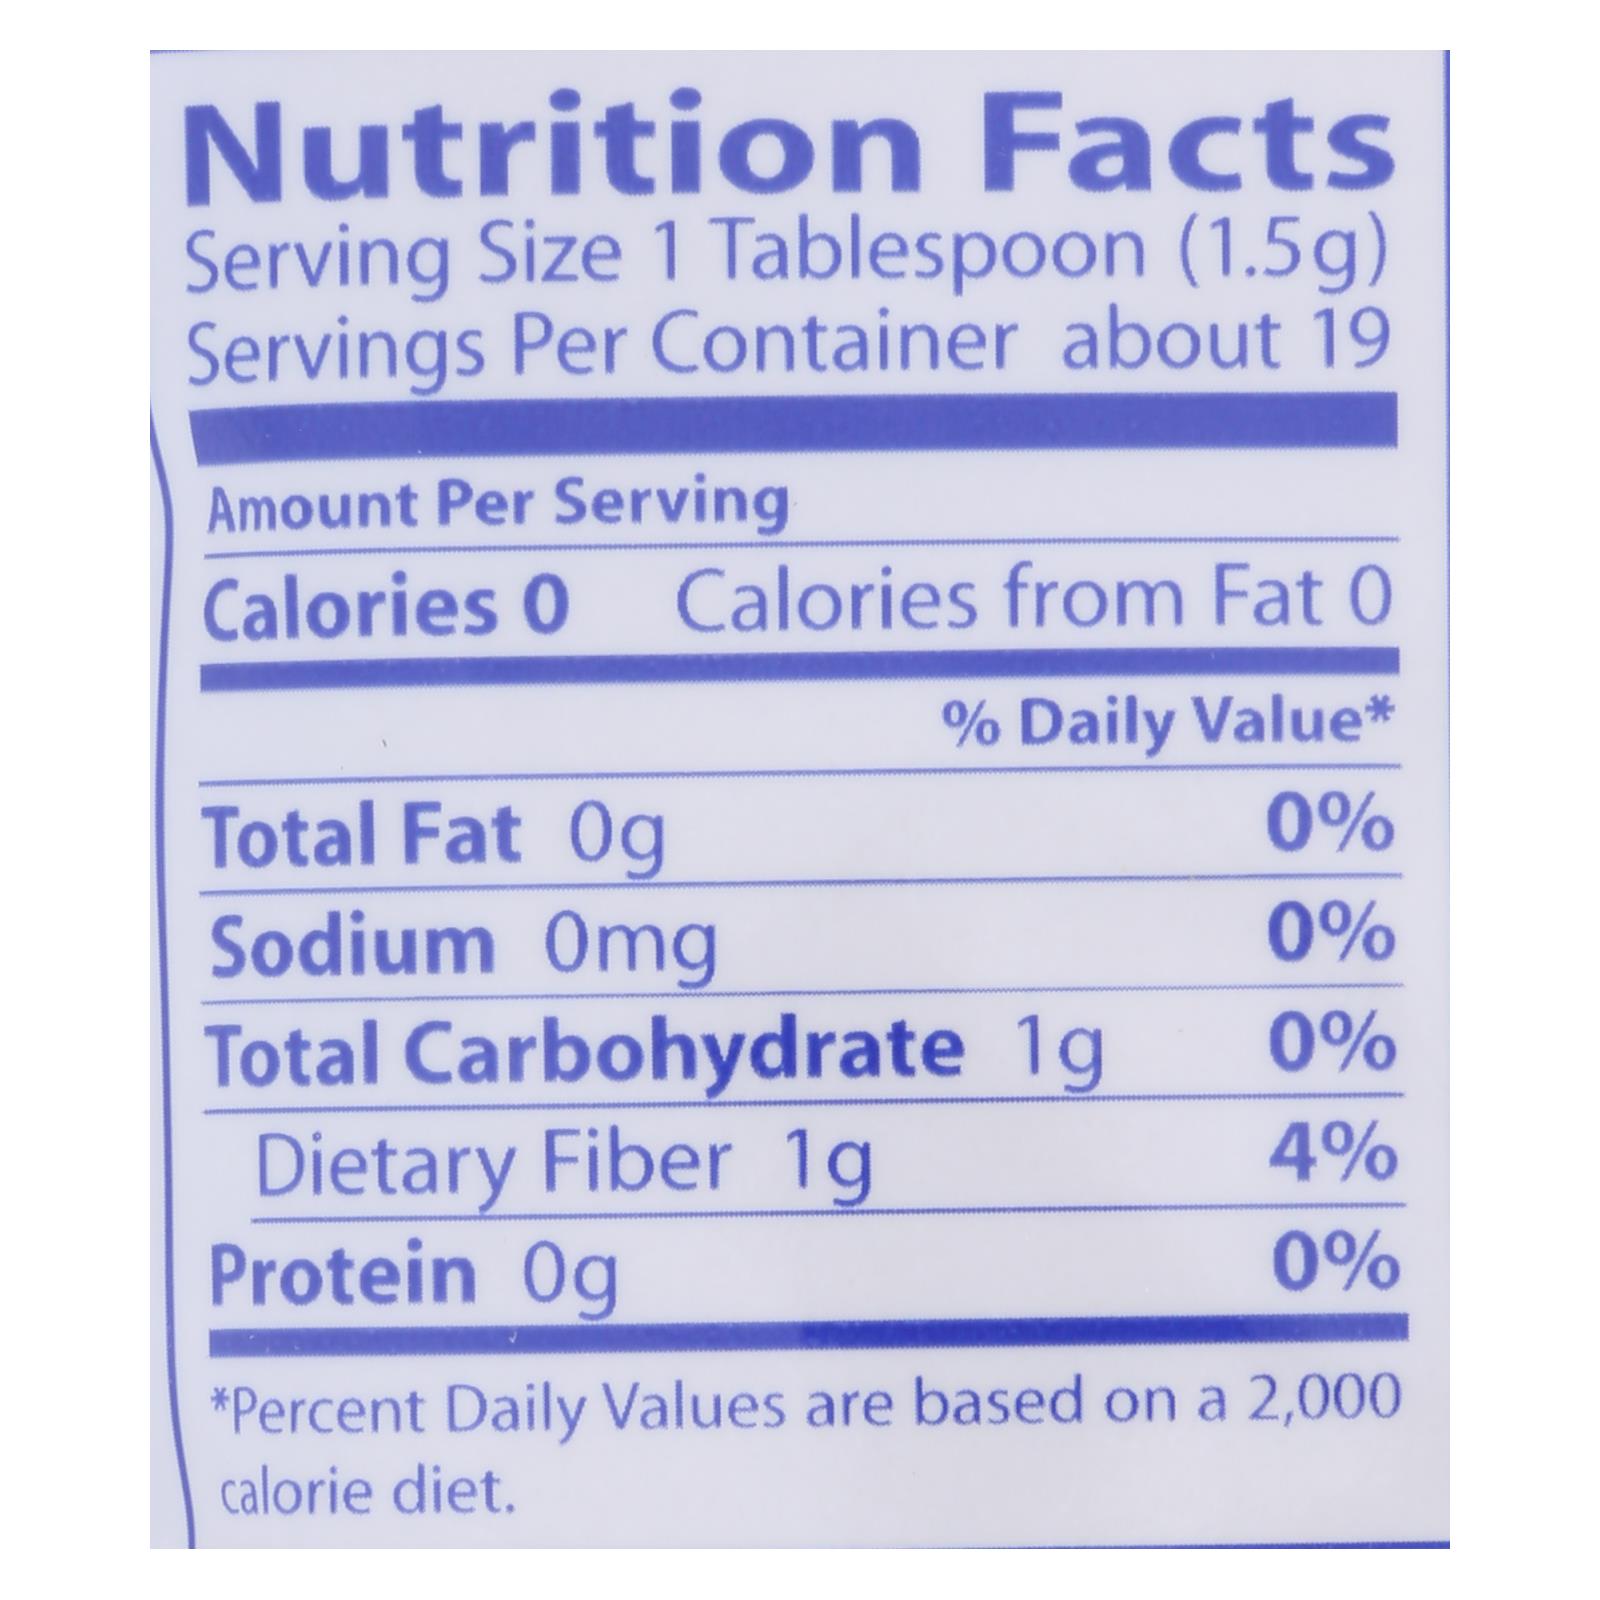 Nutrition Facts
Serving Size 1 Tablespoon (1.5g)
Servings Per Container about 19
Amount Per Serving
Calories 0 Calories from Fat 0
% Daily Value*
Total Fat 0g 0%
Sodium 0mg 0%
Total Carbohydrate 1g 0%
Dietary Fiber 1g 4%
Protein 0g 0%
*Percent Daily Values are based on a 2,000
calorie diet.